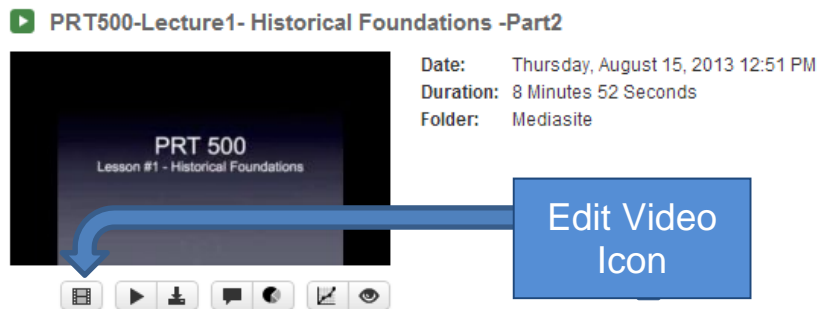 PRT500-Lecture1- Historical Foundations -Part2
Date: Thursday, August 15, 2013 12:51 PM
Duration: 8 Minutes 52 Seconds
Folder: Mediasite
PRT 500
Lesson #1 - Historical Foundations
Edit Video
Icon